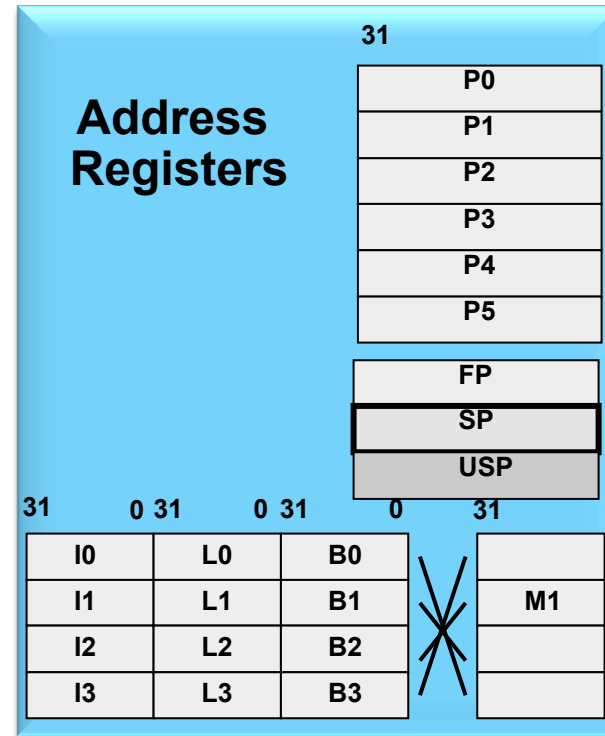 31
Address
Registers
P0
P1
P2
P3
P4
P5
FP
SP
USP
31 0 31 0 31 0 31
I0 L0 B0
I1 L1 B1 M1
I2 L2 B2
I3 L3 B3